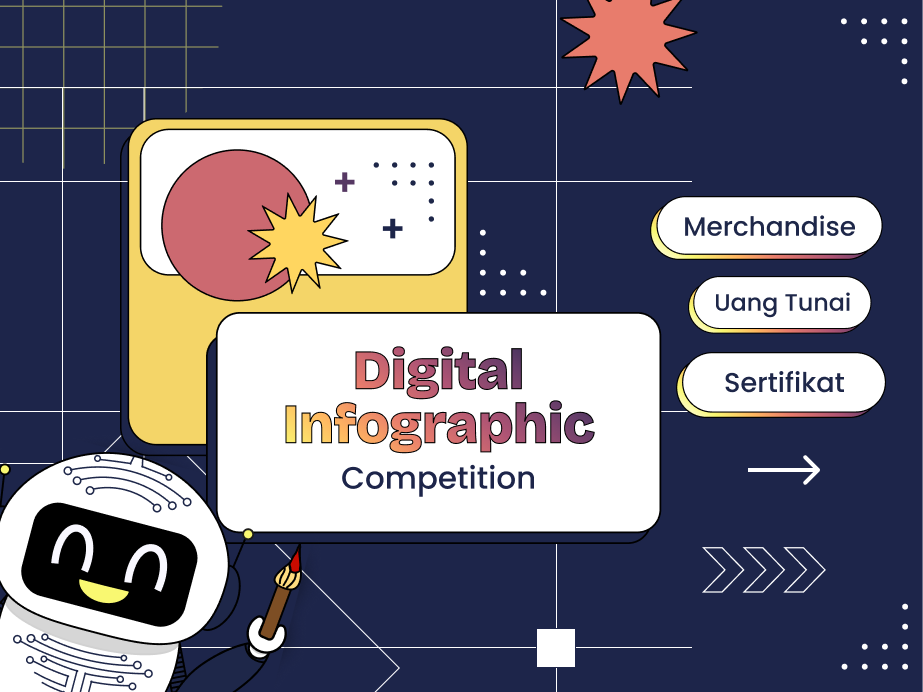 Digital
Infographic
Competition
Merchandise
Uang Tunai
Sertifikat